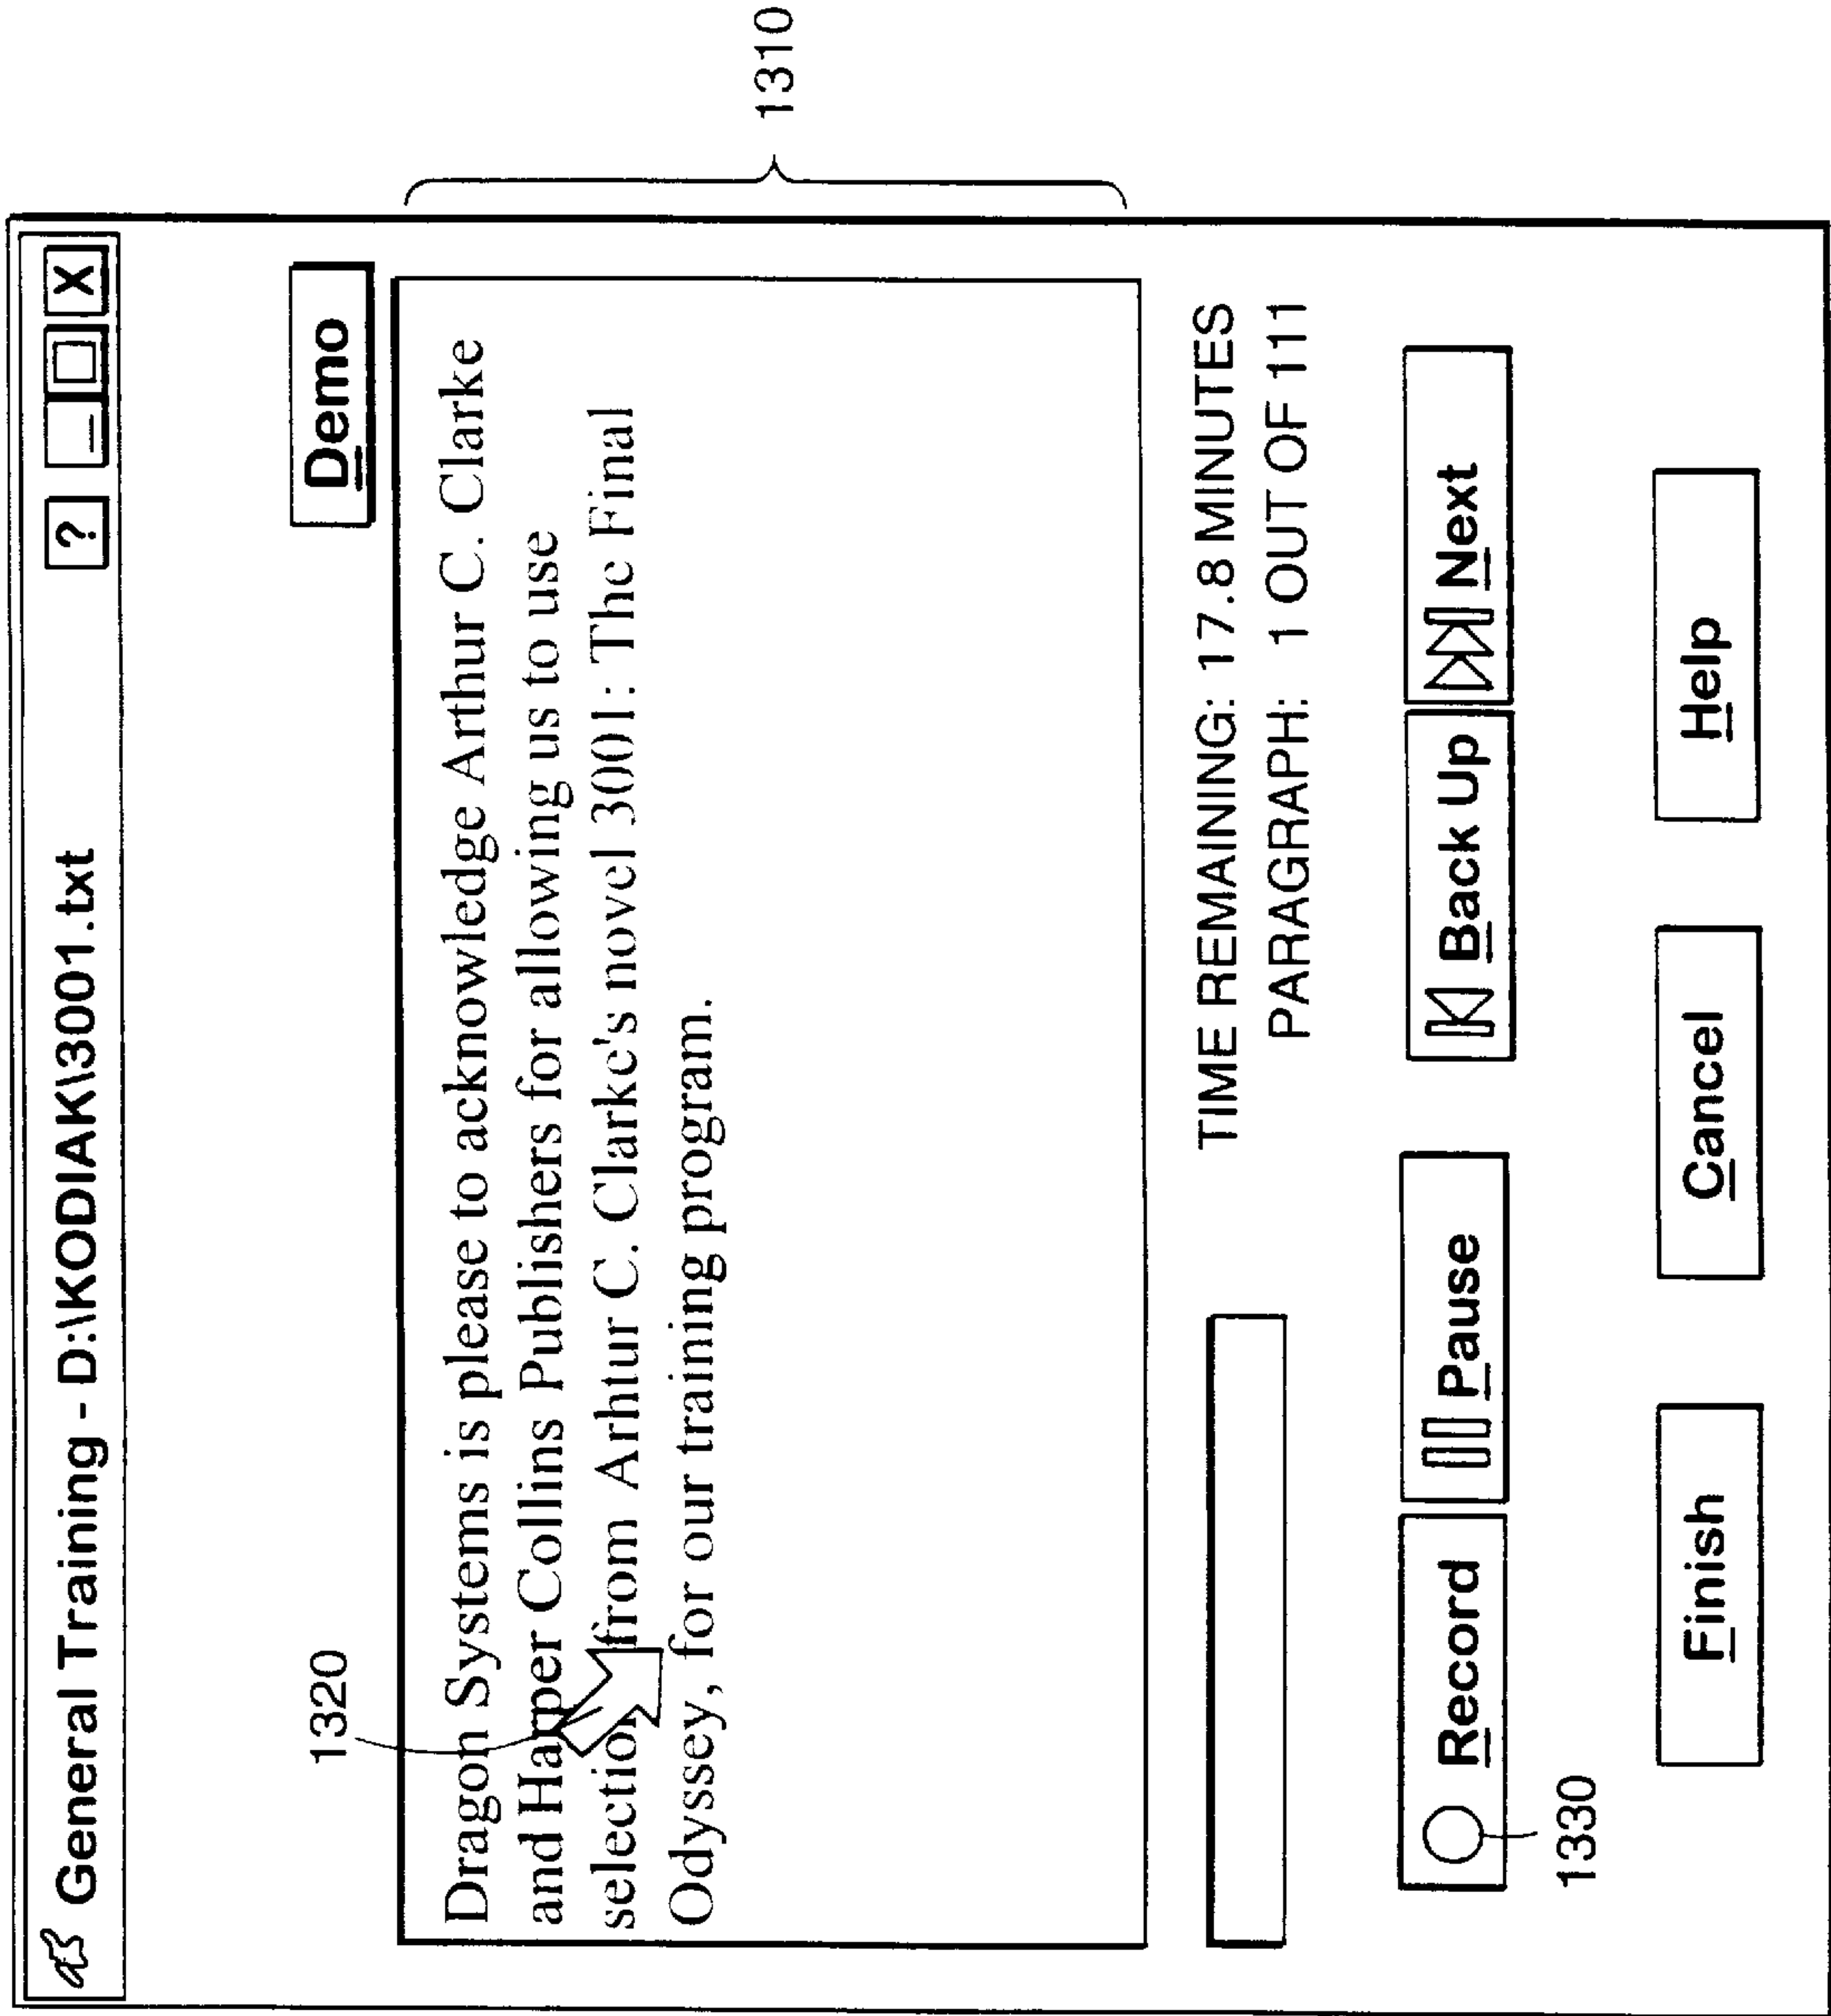 General Training - D:\KODIAK\3001.txt ? _ X
Demo
1320
Dragon Systems is please to acknowledge Arthur C. Clarke
and Harper Collins Publishers for allowing us to use
selection from Arhtur C. Clarke's novel 3001: The Final
Odyssey, for our training program.
1310
TIME REMAINING: 17.8 MINUTES
PARAGRAPH: 1 OUT OF 111
Record Pause Back Up Next
1330
Finish Cancel Help